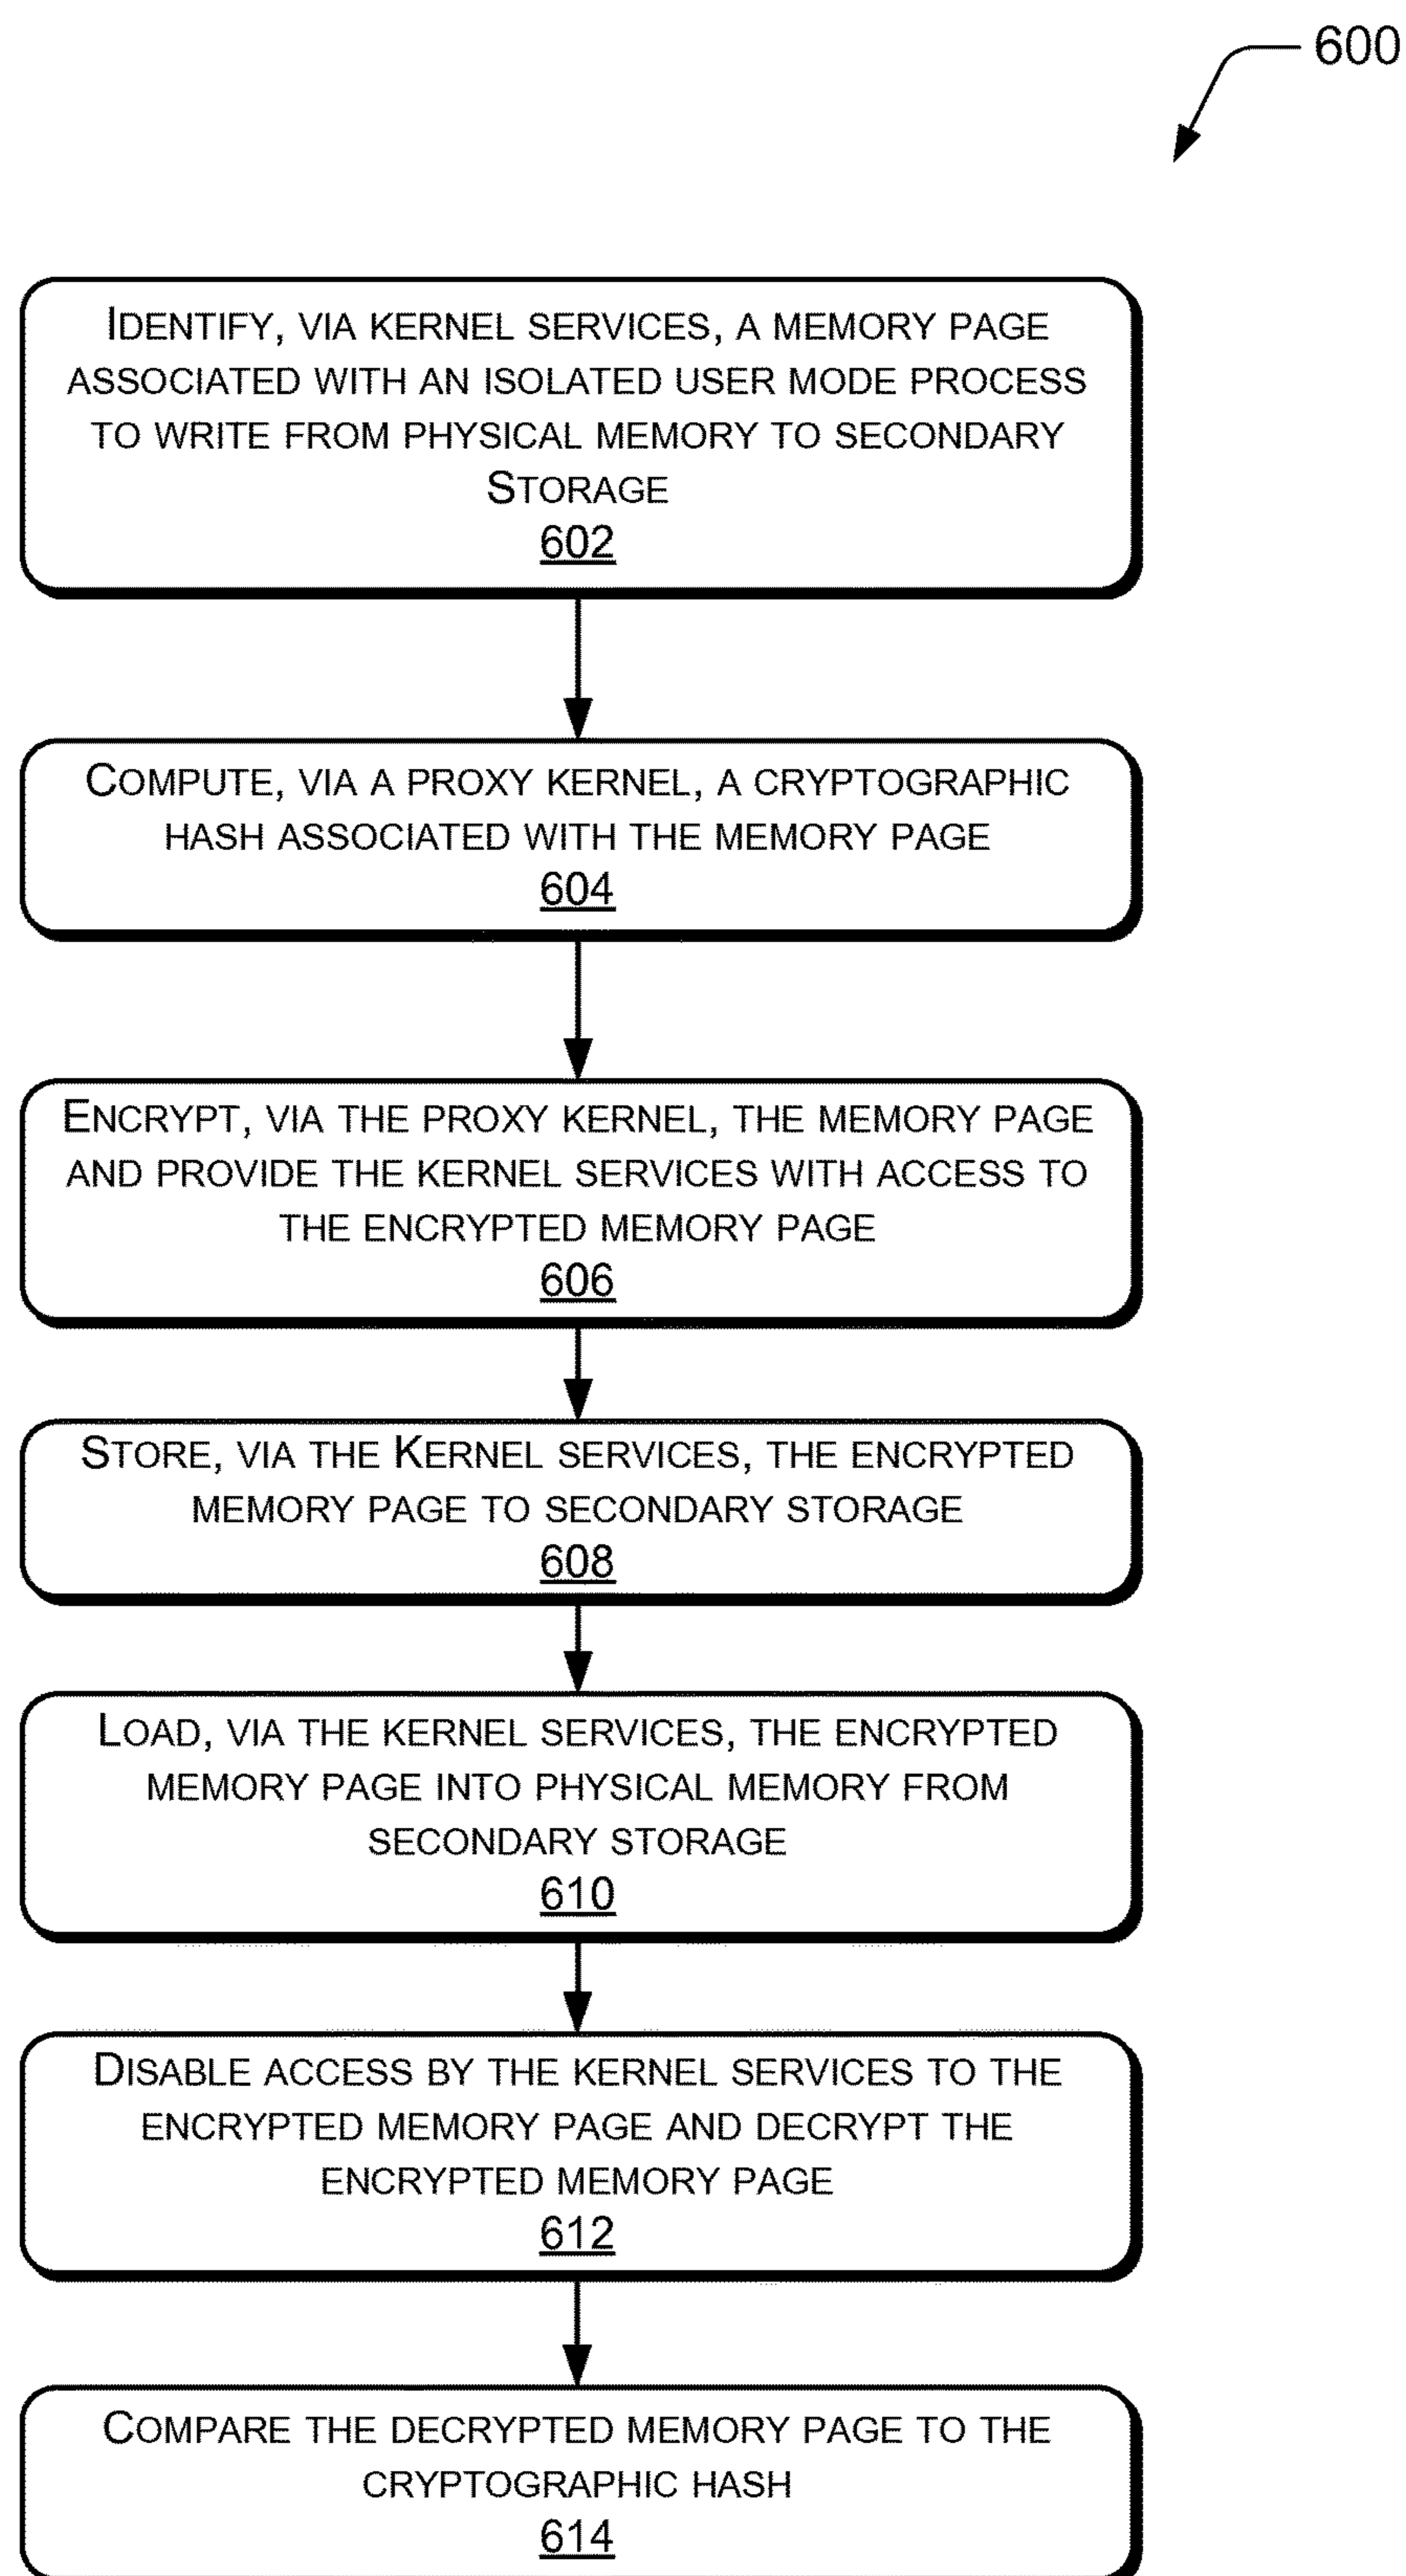 600
IDENTIFY, VIA KERNEL SERVICES, A MEMORY PAGE
ASSOCIATED WITH AN ISOLATED USER MODE PROCESS
TO WRITE FROM PHYSICAL MEMORY TO SECONDARY
STORAGE
602
COMPUTE, VIA A PROXY KERNEL, A CRYPTOGRAPHIC
HASH ASSOCIATED WITH THE MEMORY PAGE
604
ENCRYPT, VIA THE PROXY KERNEL, THE MEMORY PAGE
AND PROVIDE THE KERNEL SERVICES WITH ACCESS TO
THE ENCRYPTED MEMORY PAGE
606
STORE, VIA THE KERNEL SERVICES, THE ENCRYPTED
MEMORY PAGE TO SECONDARY STORAGE
608
LOAD, VIA THE KERNEL SERVICES, THE ENCRYPTED
MEMORY PAGE INTO PHYSICAL MEMORY FROM
SECONDARY STORAGE
610
DISABLE ACCESS BY THE KERNEL SERVICES TO THE
ENCRYPTED MEMORY PAGE AND DECRYPT THE
ENCRYPTED MEMORY PAGE
612
COMPARE THE DECRYPTED MEMORY PAGE TO THE
CRYPTOGRAPHIC HASH
614